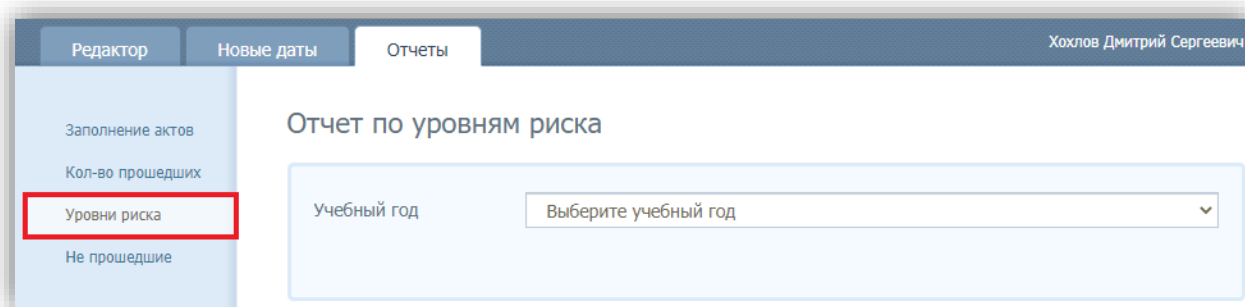 Редактор
Новые даты
Отчеты
Хохлов Дмитрий Сергеевич
Заполнение актов
Кол-во прошедших
Уровни риска
Не прошедшие
Отчет по уровням риска
Учебный год
Выберите учебный год